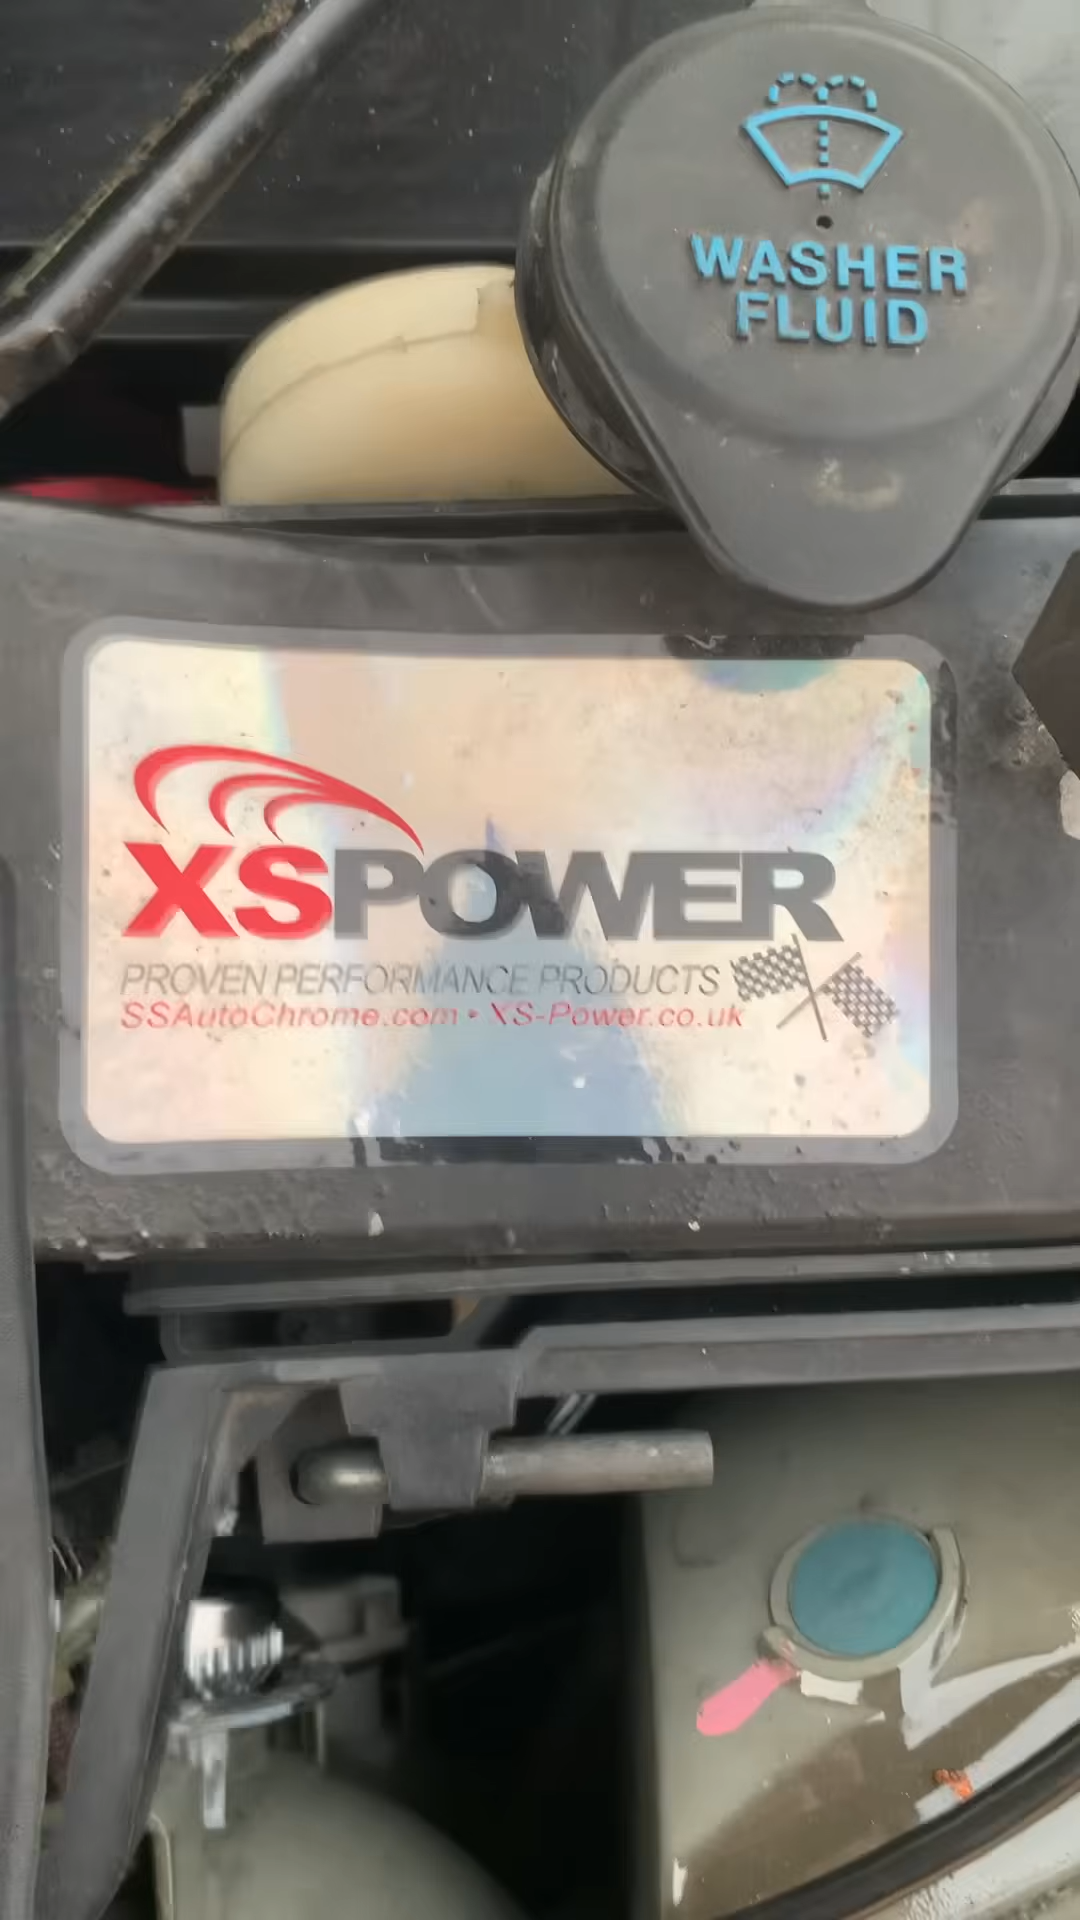 WASHER
FLUID
XSPOWER
PROVEN PERFORMANCE PRODUCTS
SSAutoChrome.com • XS-Power.co.uk